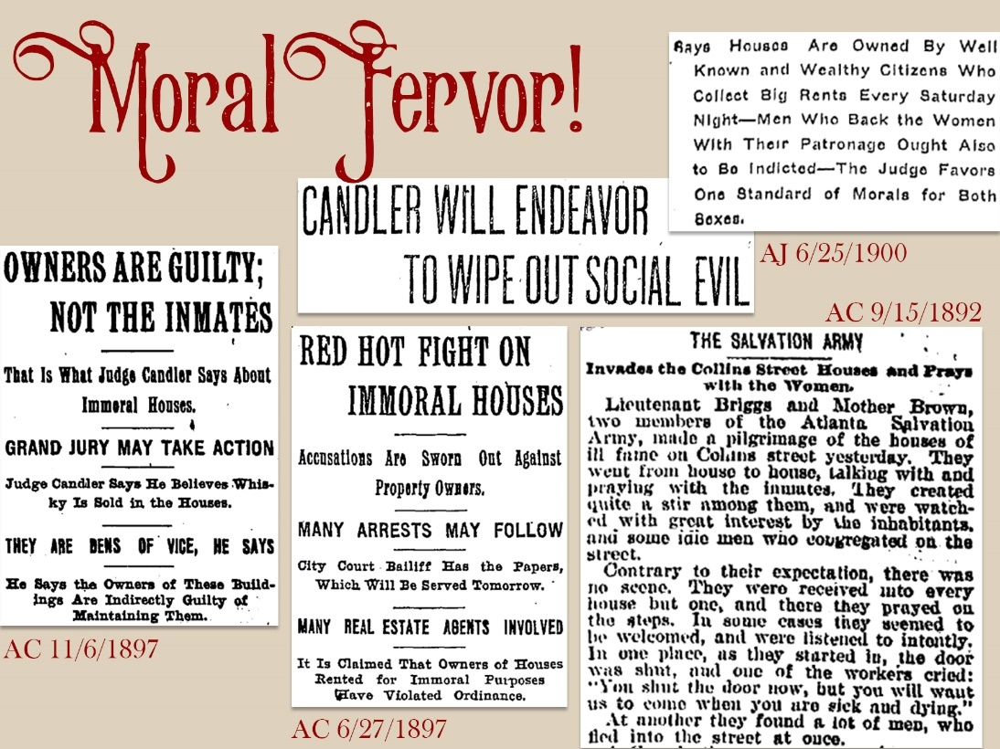 Moral Fervor!
Says Houses Are Owned By Well
Known and Wealthy Citizens Who
Collect Big Rents Every Saturday
Night—Men Who Back the Women
With Their Patronage Ought Also
to Be Indicted—The Judge Favors
One Standard of Morals for Both
Sexes.
AJ 6/25/1900
CANDLER WILL ENDEAVOR
TO WIPE OUT SOCIAL EVIL
OWNERS ARE GUILTY;
NOT THE INMATES
That Is What Judge Candler Says About
Immoral Houses.
GRAND JURY MAY TAKE ACTION
Judge Candler Says He Believes Whis-
ky Is Sold in the Houses.
THEY ARE DENS OF VICE, HE SAYS
He Says the Owners of These Build-
ings Are Indirectly Guilty of
Maintaining Them.
AC 11/6/1897
RED HOT FIGHT ON
IMMORAL HOUSES
Accusations Are Sworn Out Against
Property Owners.
MANY ARRESTS MAY FOLLOW
City Court Bailiff Has the Papers,
Which Will Be Served Tomorrow.
MANY REAL ESTATE AGENTS INVOLVED
It Is Claimed That Owners of Houses
Rented for Immoral Purposes
Have Violated Ordinance.
AC 6/27/1897
AC 9/15/1892
THE SALVATION ARMY
Invades the Collins Street Houses and Prays
with the Women.
Lieutenant Briggs and Mother Brown,
two members of the Atlanta Salvation
Army, made a pilgrimage of the houses of
ill fame on Collins street yesterday. They
went from house to house, talking with and
praying with the inmates. They created
quite a stir among them, and were watch-
ed with great interest by the inhabitants,
and some idle men who congregated on the
street.
Contrary to their expectation, there was
no scene. They were received into every
house but one, and there they prayed on
the steps. In some cases they seemed to
be welcomed, and were listened to intently.
In one place, as they started in, the door
was shut, and one of the workers cried:
"You shut the door now, but you will want
us to come when you are sick and dying."
At another they found a lot of men, who
fled into the street at once.